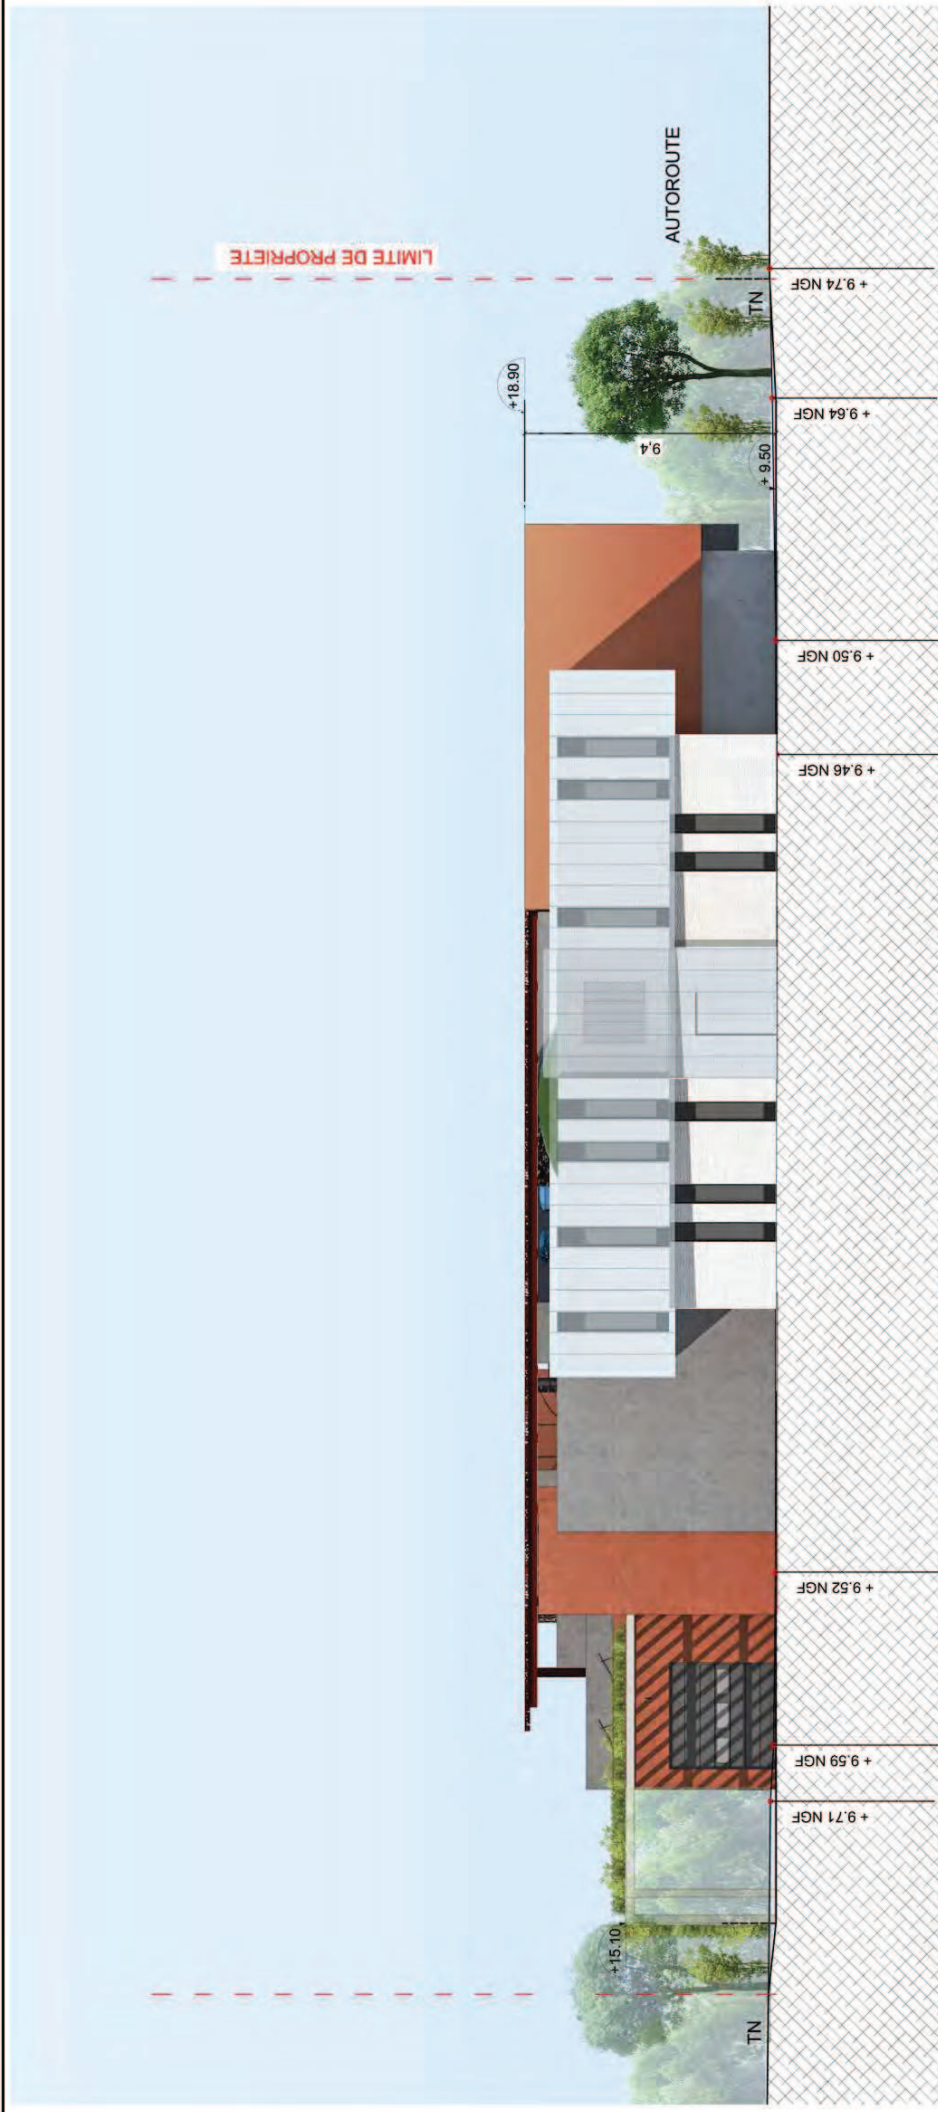 LIMITE DE PROPRIETE
AUTOROUTE
+18.90
9,4
+ 9.50
+15.10
TN
TN
+ 9.71 NGF
+ 9.59 NGF
+ 9.52 NGF
+ 9.46 NGF
+ 9.50 NGF
+ 9.64 NGF
+ 9.74 NGF